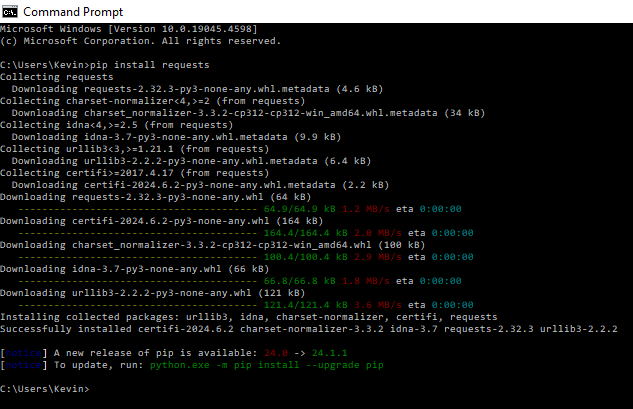 Command Prompt
Microsoft Windows [Version 10.0.19045.4598]
(c) Microsoft Corporation. All rights reserved.
C:\Users\Kevin>pip install requests
Collecting requests
  Downloading requests-2.32.3-py3-none-any.whl.metadata (4.6 kB)
Collecting charset-normalizer<4,>=2 (from requests)
  Downloading charset_normalizer-3.3.2-cp312-cp312-win_amd64.whl.metadata (34 kB)
Collecting idna<4,>=2.5 (from requests)
  Downloading idna-3.7-py3-none-any.whl.metadata (9.9 kB)
Collecting urllib3<3,>=1.21.1 (from requests)
  Downloading urllib3-2.2.2-py3-none-any.whl.metadata (6.4 kB)
Collecting certifi>=2017.4.17 (from requests)
  Downloading certifi-2024.6.2-py3-none-any.whl.metadata (2.2 kB)
Downloading requests-2.32.3-py3-none-any.whl (64 kB)
   ---------------------------------------- 64.9/64.9 kB 1.2 MB/s eta 0:00:00
Downloading certifi-2024.6.2-py3-none-any.whl (164 kB)
   ---------------------------------------- 164.4/164.4 kB 2.0 MB/s eta 0:00:00
Downloading charset_normalizer-3.3.2-cp312-cp312-win_amd64.whl (100 kB)
   ---------------------------------------- 100.4/100.4 kB 2.9 MB/s eta 0:00:00
Downloading idna-3.7-py3-none-any.whl (66 kB)
   ---------------------------------------- 66.8/66.8 kB 1.8 MB/s eta 0:00:00
Downloading urllib3-2.2.2-py3-none-any.whl (121 kB)
   ---------------------------------------- 121.4/121.4 kB 3.6 MB/s eta 0:00:00
Installing collected packages: urllib3, idna, charset-normalizer, certifi, requests
Successfully installed certifi-2024.6.2 charset-normalizer-3.3.2 idna-3.7 requests-2.32.3 urllib3-2.2.2
[notice] A new release of pip is available: 24.0 -> 24.1.1
[notice] To update, run: python.exe -m pip install --upgrade pip
C:\Users\Kevin>